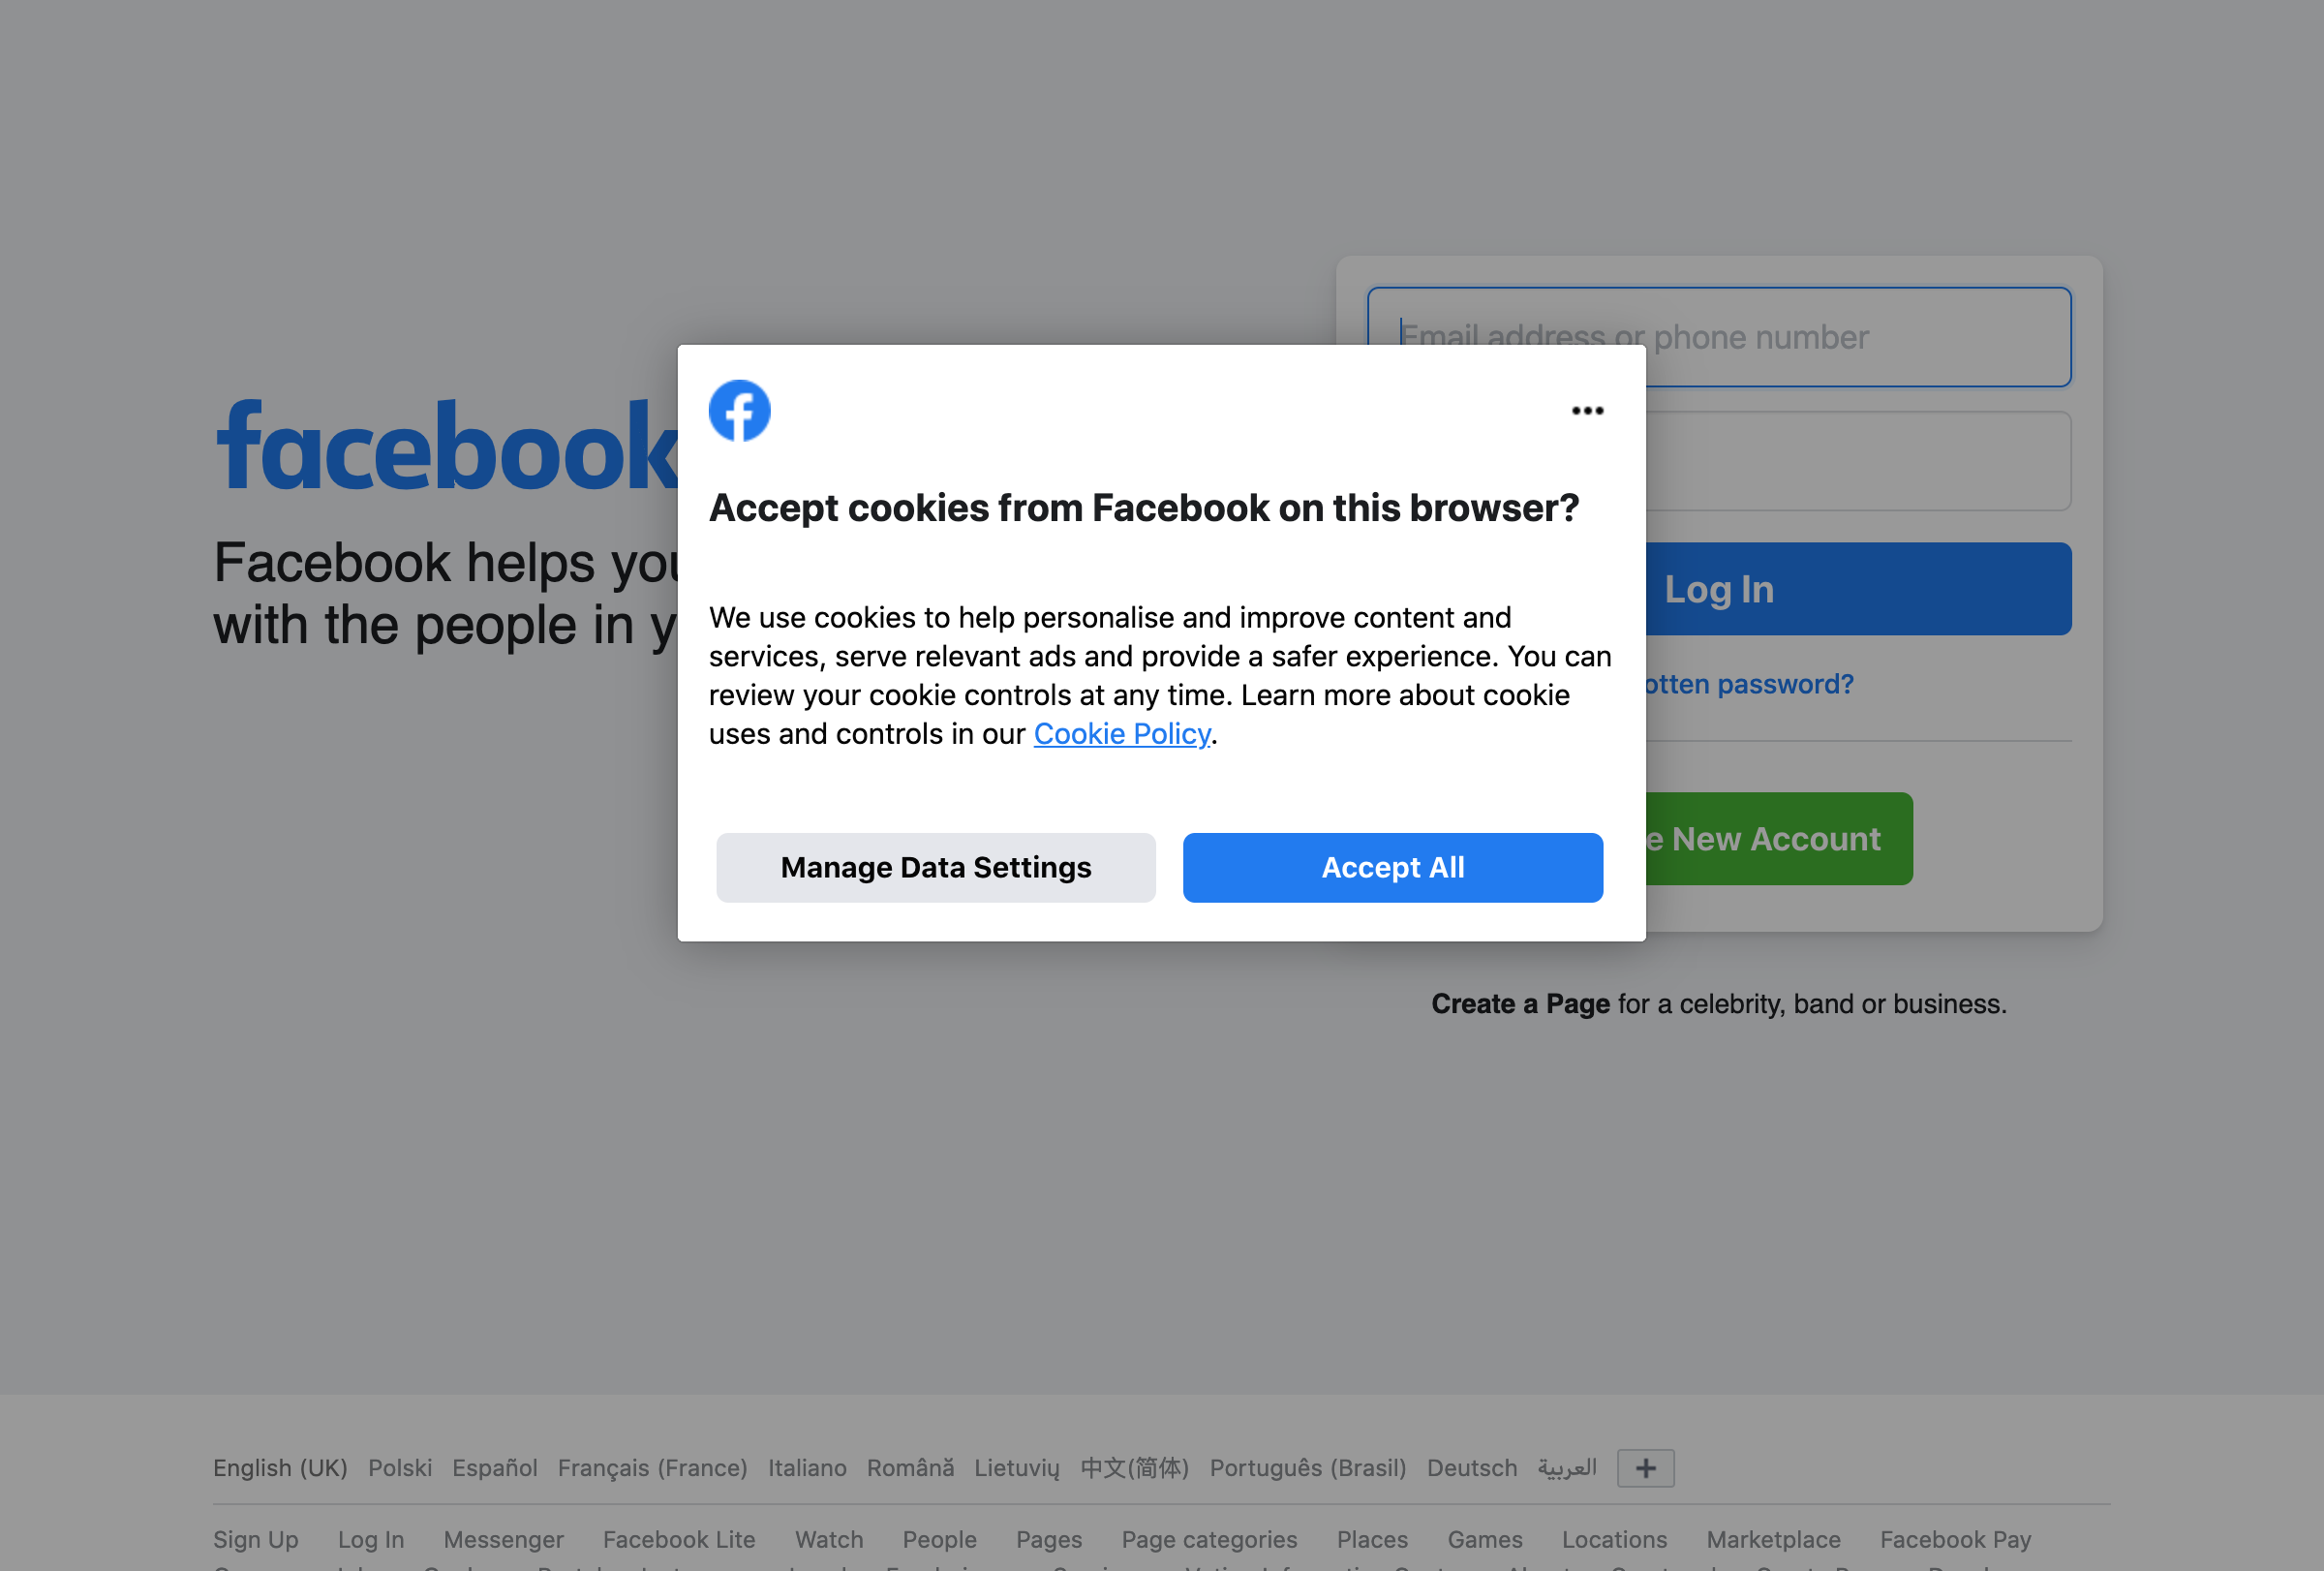 facebook
Facebook helps you
with the people in y
Email address or phone number
Log In
otten password?
e New Account
Create a Page for a celebrity, band or business.
Accept cookies from Facebook on this browser?
We use cookies to help personalise and improve content and
services, serve relevant ads and provide a safer experience. You can
review your cookie controls at any time. Learn more about cookie
uses and controls in our Cookie Policy.
Manage Data Settings Accept All
English (UK) Polski Español Français (France) Italiano Română Lietuvių 中文(简体) Português (Brasil) Deutsch العربية
Sign Up Log In Messenger Facebook Lite Watch People Pages Page categories Places Games Locations Marketplace Facebook Pay